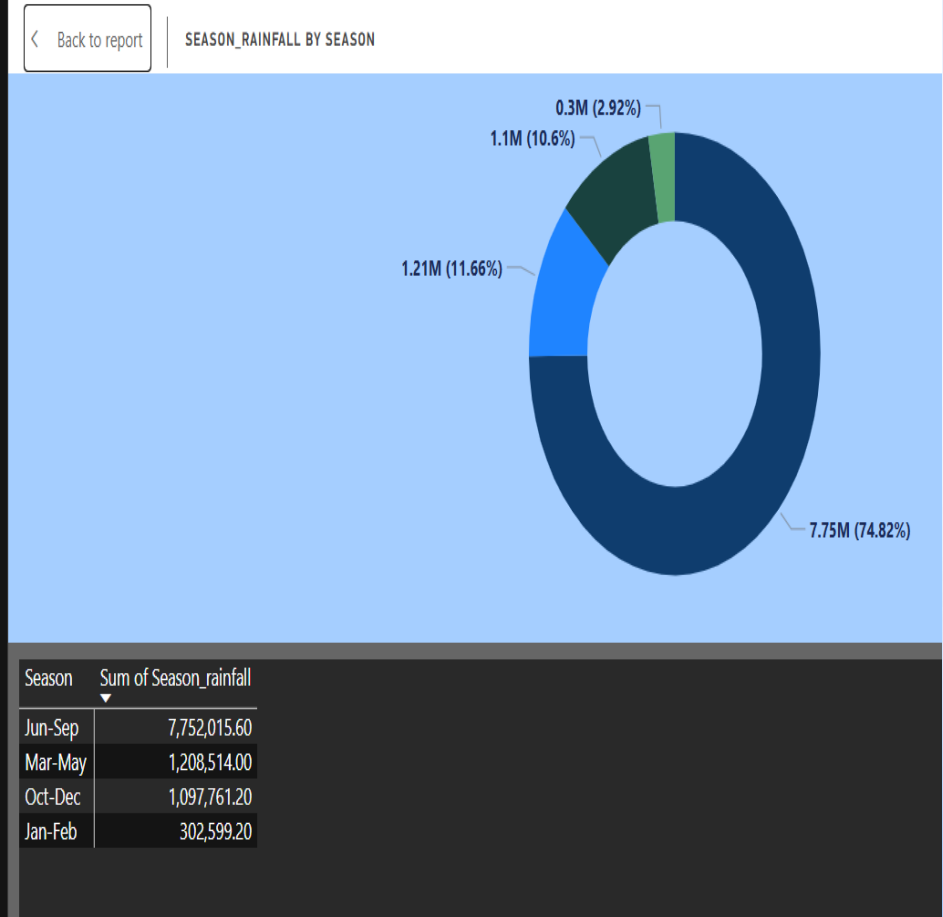 Back to report
SEASON_RAINFALL BY SEASON
0.3M (2.92%)
1.1M (10.6%)
1.21M (11.66%)
7.75M (74.82%)
Season Sum of Season_rainfall
Jun-Sep 7,752,015.60
Mar-May 1,208,514.00
Oct-Dec 1,097,761.20
Jan-Feb 302,599.20